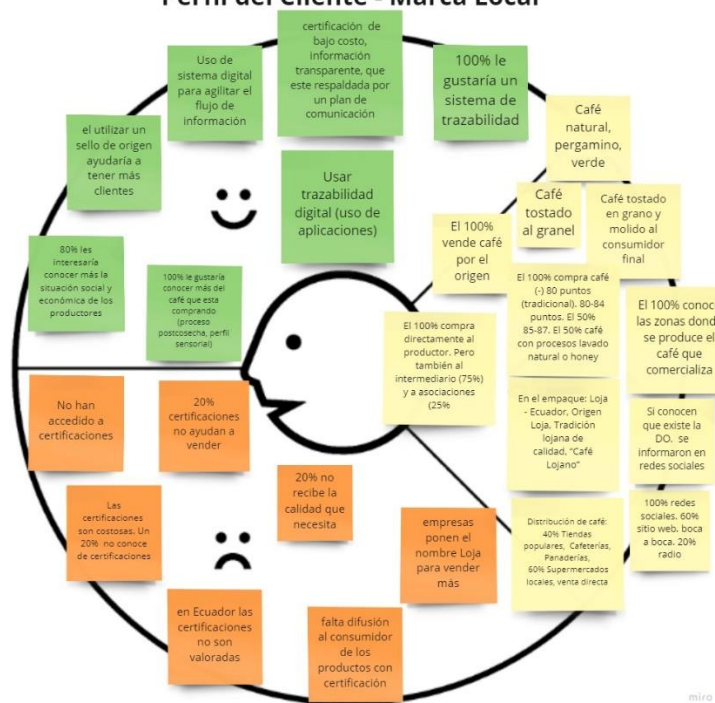 Perfil del Cliente - Marca Local
certificación de
bajo costo,
información
transparente, que
este respaldada por
un plan de
comunicación
Uso de
sistema digital
para agilitar el
flujo de
información
100% le
gustaría un
sistema de
trazabilidad
el utilizar un
sello de origen
ayudaría a
tener más
clientes
Usar
trazabilidad
digital (uso de
aplicaciones)
80% les
interesaría
conocer más la
situación social y
económica de los
productores
100% le gustaría
conocer más del
café que esta
comprando
(proceso
postcosecha, perfil
sensorial)
Café
natural,
pergamino,
verde
Café
tostado
al granel
Café tostado
en grano y
molido al
consumidor
final
El 100%
vende café
por el
origen
El 100% compra café
(-) 80 puntos
(tradicional). 80-84
puntos. El 50%
85-87. El 50% café
con procesos lavado
natural o honey
El 100% conoc
las zonas dond
se produce el
café que
comercializa
El 100% compra
directamente al
productor. Pero
también al
intermediario (75%)
y a asociaciones
(25%
En el empaque: Loja
- Ecuador, Origen
Loja, Tradición
lojana de
calidad, "Café
Lojano"
Si conocen
que existe la
DO. se
informaron en
redes sociales
Distribución de café:
40% Tiendas
populares, Cafeterías,
Panaderías,
60% Supermercados
locales, venta directa
100% redes
sociales. 60%
sitio web. boca
a boca. 20%
radio
No han
accedido a
certificaciones
20%
certificaciones
no ayudan a
vender
Las
certificaciones
son costosas. Un
20% no conoce
de certificaciones
20% no
recibe la
calidad que
necesita
empresas
ponen el
nombre Loja
para vender
más
en Ecuador las
certificaciones
no son
valoradas
falta difusión
al consumidor
de los
productos con
certificación
miro